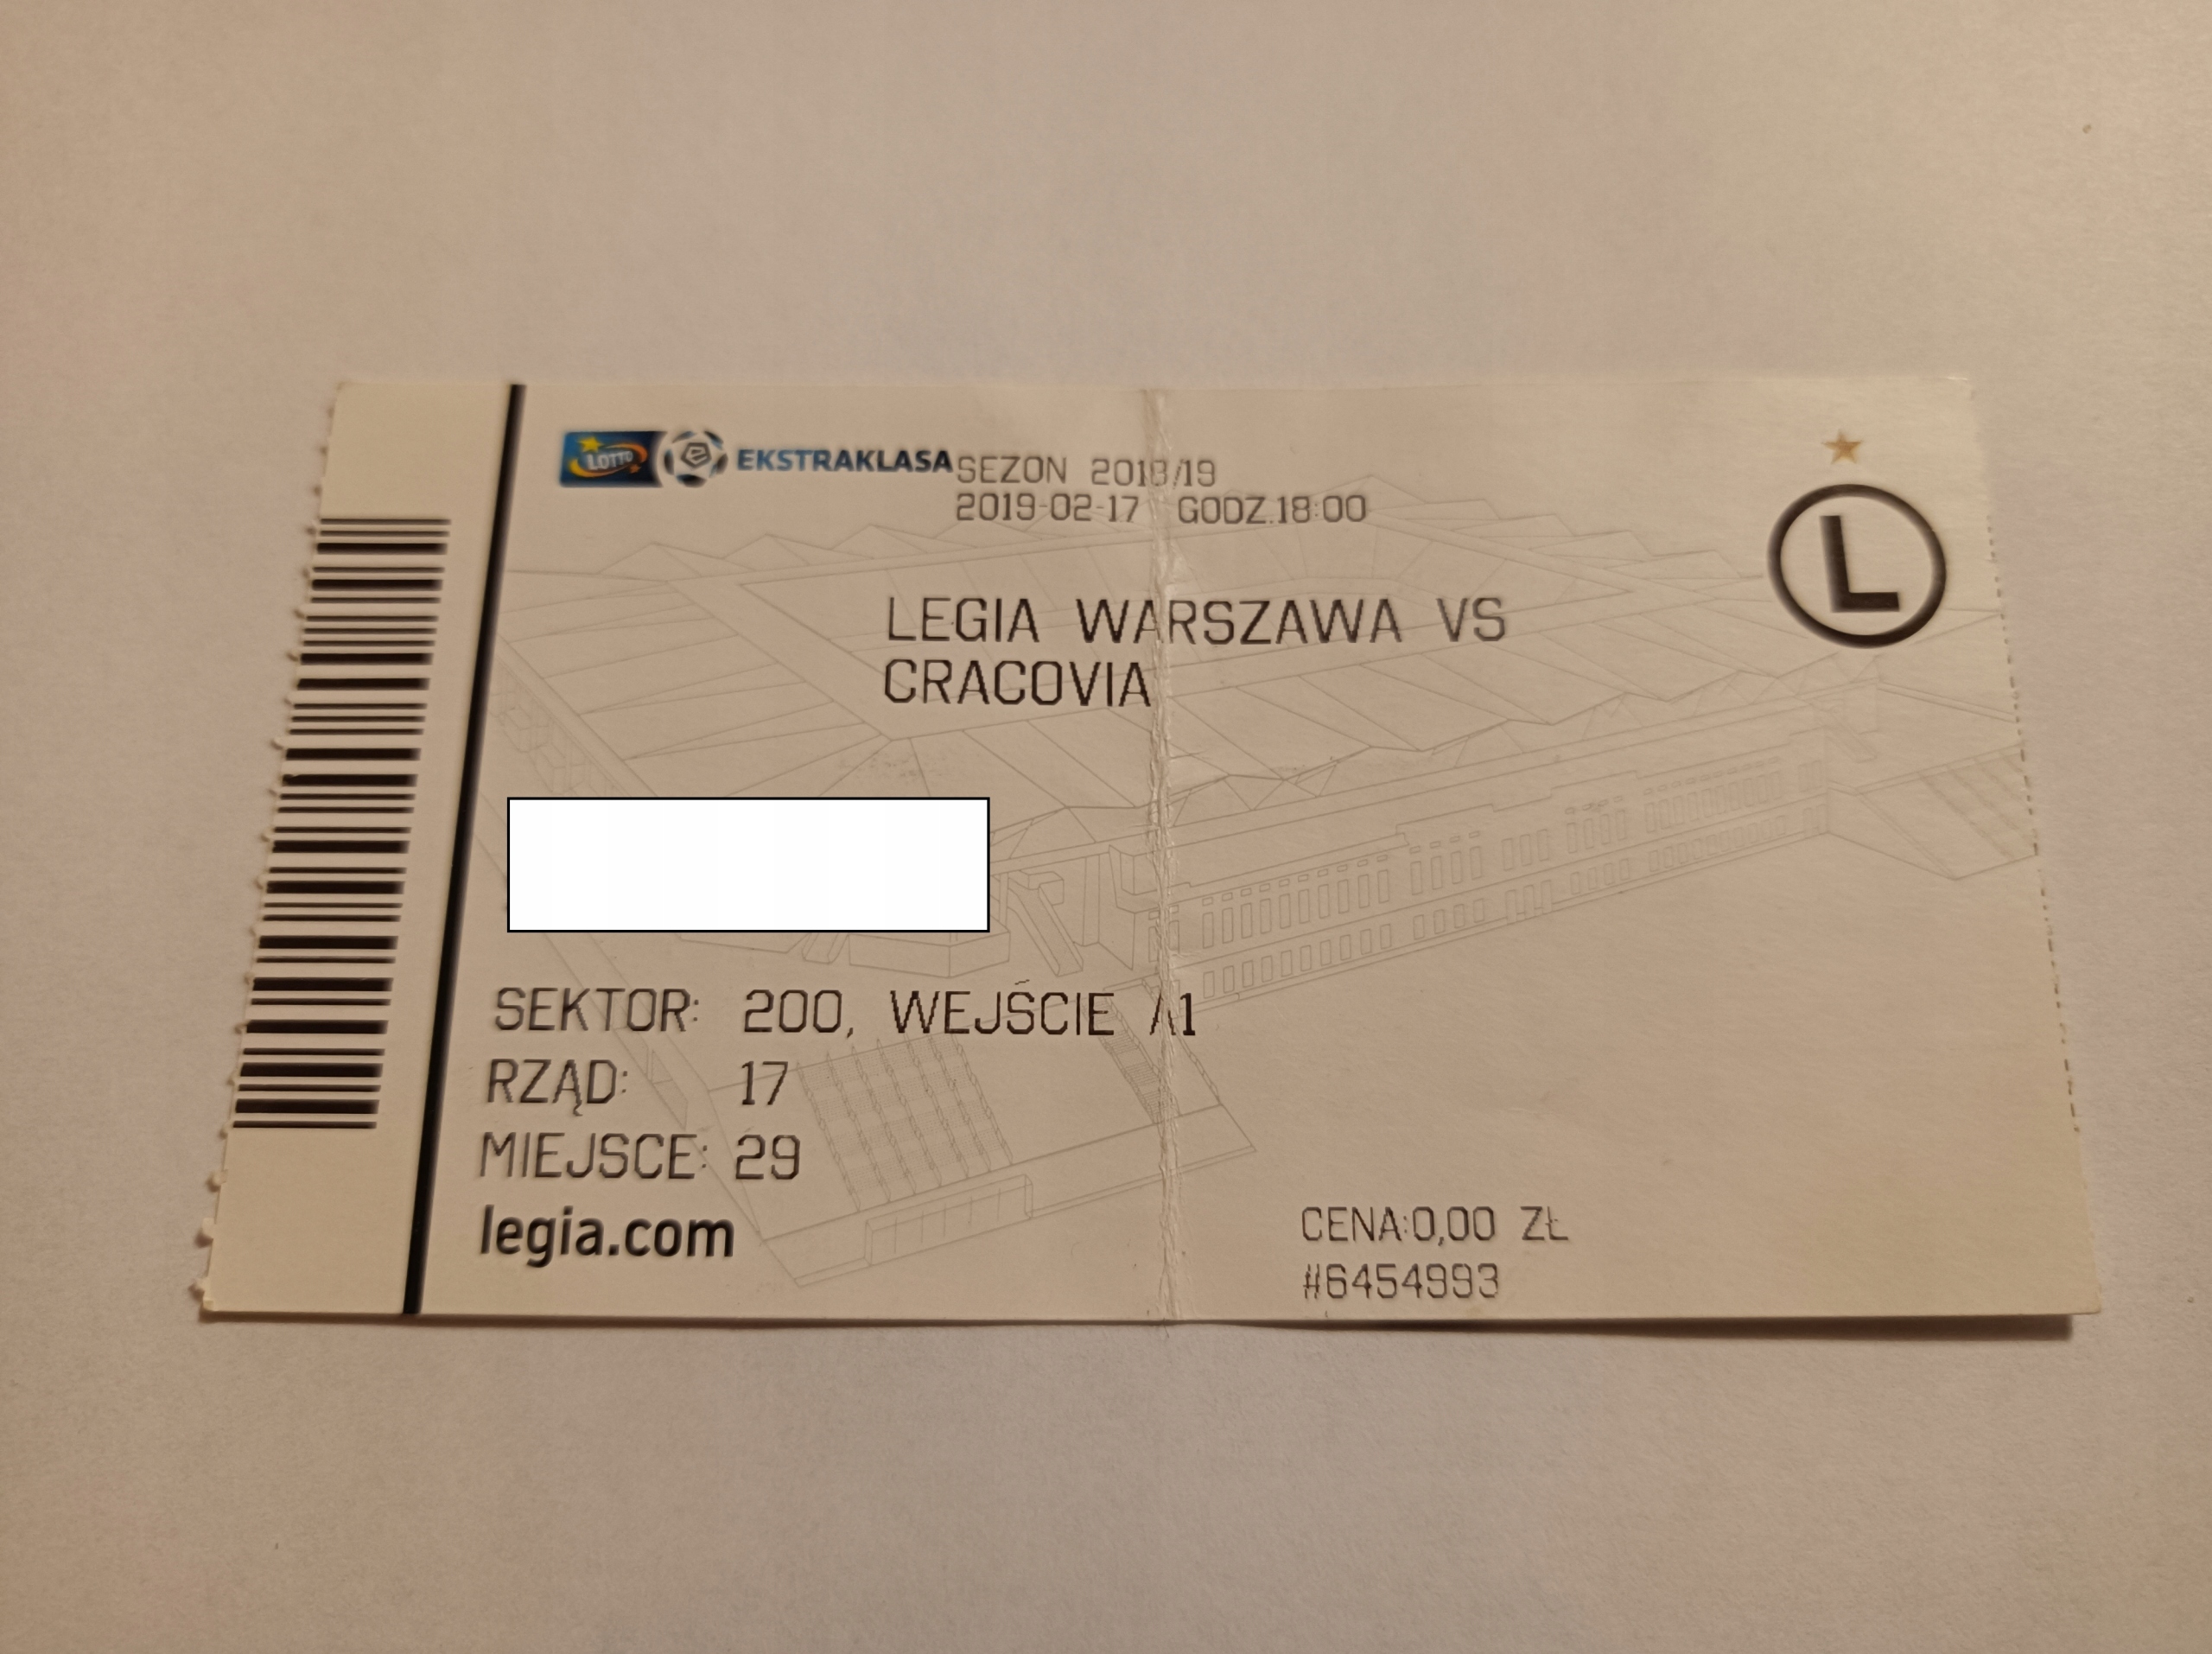 LOTTO EKSTRAKLASA SEZON 2018/19
2019-02-17 GODZ.18:00
L
LEGIA WARSZAWA VS
CRACOVIA
SEKTOR: 200, WEJŚCIE A1
RZĄD: 17
MIEJSCE: 29
legia.com
CENA:0,00 ZŁ
#6454993